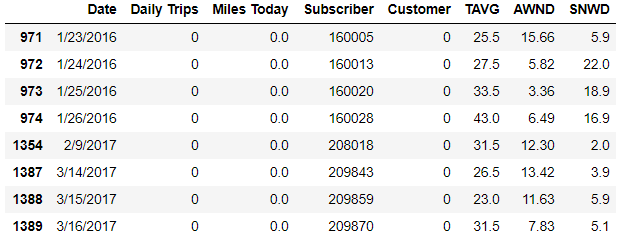 Date Daily Trips Miles Today Subscriber Customer TAVG AWND SNWD
971 1/23/2016 0 0.0 160005 0 25.5 15.66 5.9
972 1/24/2016 0 0.0 160013 0 27.5 5.82 22.0
973 1/25/2016 0 0.0 160020 0 33.5 3.36 18.9
974 1/26/2016 0 0.0 160028 0 43.0 6.49 16.9
1354 2/9/2017 0 0.0 208018 0 31.5 12.30 2.0
1387 3/14/2017 0 0.0 209843 0 26.5 13.42 3.9
1388 3/15/2017 0 0.0 209859 0 23.0 11.63 5.9
1389 3/16/2017 0 0.0 209870 0 31.5 7.83 5.1